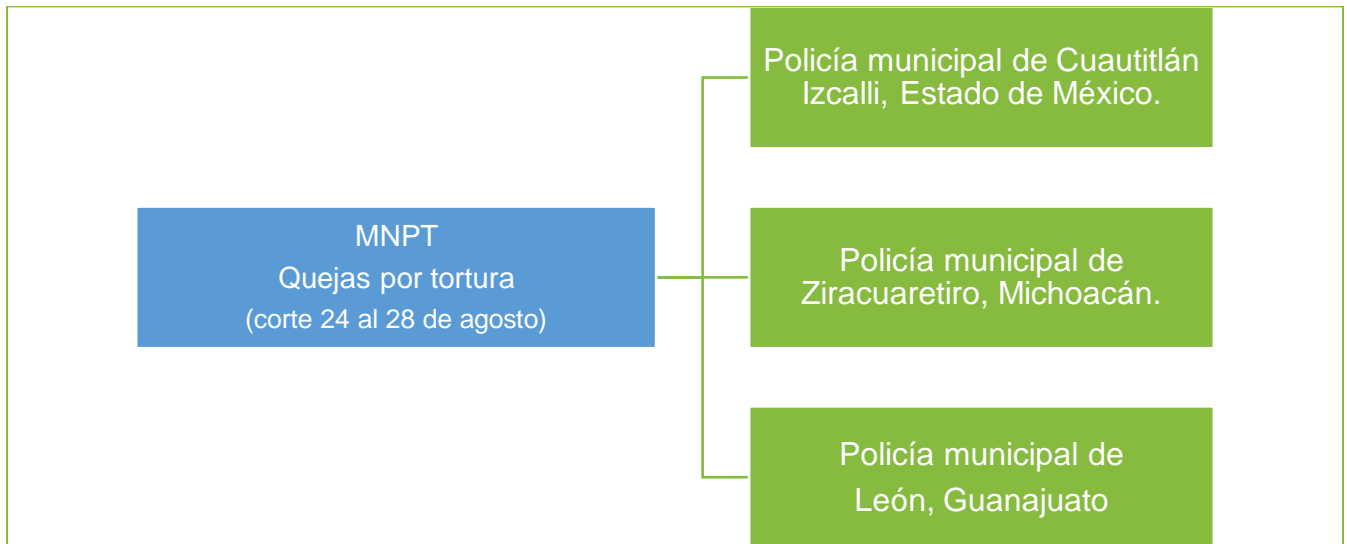 MNPT
Quejas por tortura
(corte 24 al 28 de agosto)
Policía municipal de Cuautitlán
Izcalli, Estado de México.
Policía municipal de
Ziracuaretiro, Michoacán.
Policía municipal de
León, Guanajuato